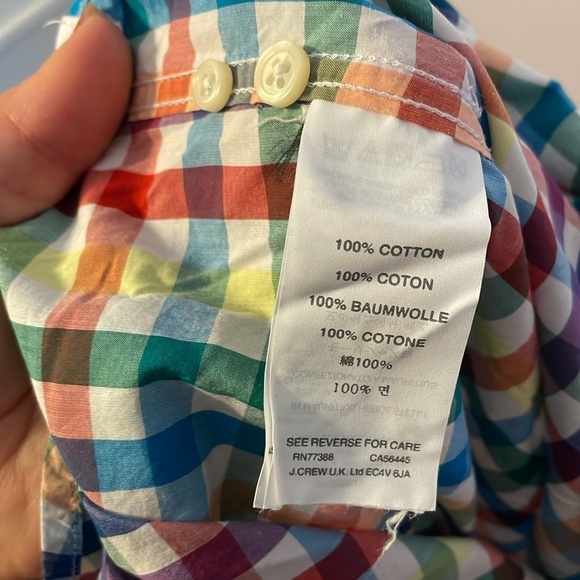 100% COTTON
100% COTON
100% BAUMWOLLE
100% COTONE
綿100%
100% 면
SEE REVERSE FOR CARE
RN77388 CA56445
J.CREW U.K. Ltd EC4V 6JA